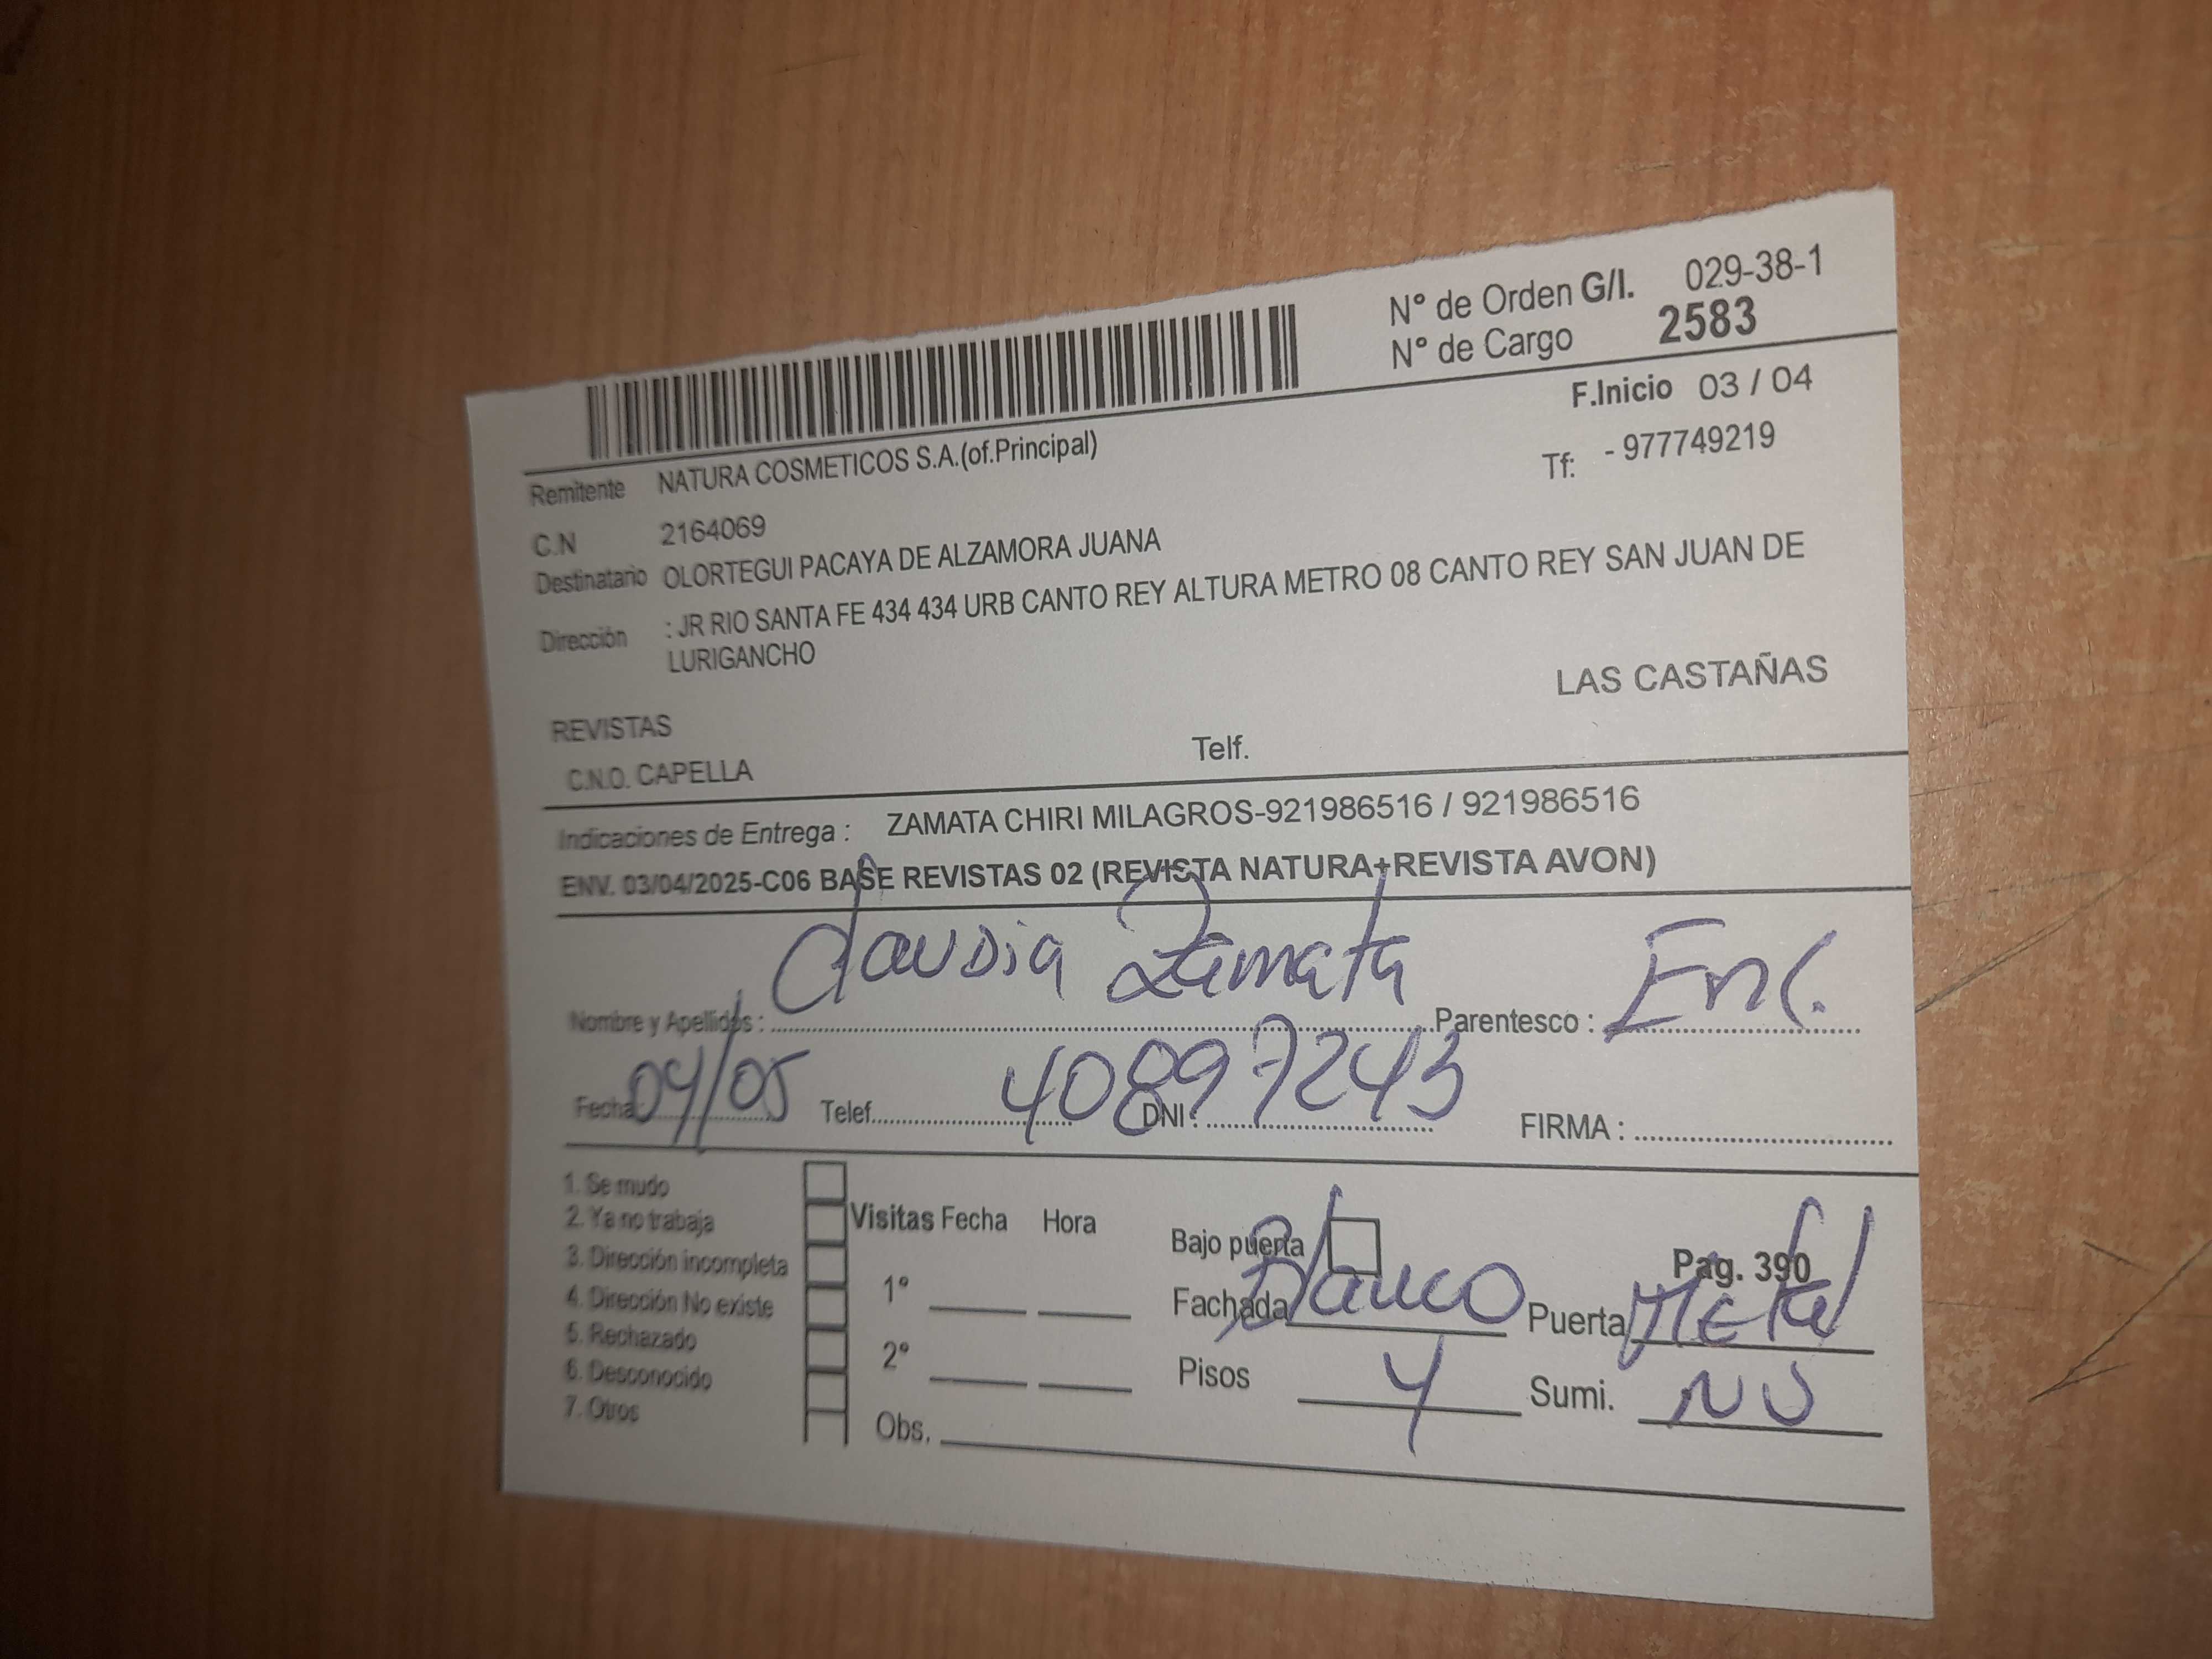 N° de Orden G/I. 029-38-1
N° de Cargo 2583
F.Inicio 03 / 04
Remitente NATURA COSMETICOS S.A.(of.Principal)
Tf: - 977749219
C.N 2164069
Destinatario OLORTEGUI PACAYA DE ALZAMORA JUANA
Dirección : JR RIO SANTA FE 434 434 URB CANTO REY ALTURA METRO 08 CANTO REY SAN JUAN DE
LURIGANCHO
LAS CASTAÑAS
REVISTAS
C.N.O. CAPELLA Telf.
Indicaciones de Entrega : ZAMATA CHIRI MILAGROS-921986516 / 921986516
ENV. 03/04/2025-C06 BASE REVISTAS 02 (REVISTA NATURA+REVISTA AVON)
Nombre y Apellidos : Claudia Zamata Parentesco : Enc.
Fecha: 04/05 Telef. DNI : 40897243 FIRMA :
1. Se mudo
2. Ya no trabaja
3. Dirección incompleta
4. Dirección No existe
5. Rechazado
6. Desconocido
7. Otros
Visitas Fecha Hora
1°
2°
Obs.
Bajo puerta Pag. 390
Fachada Blanco Puerta Metal
Pisos 4 Sumi. NO